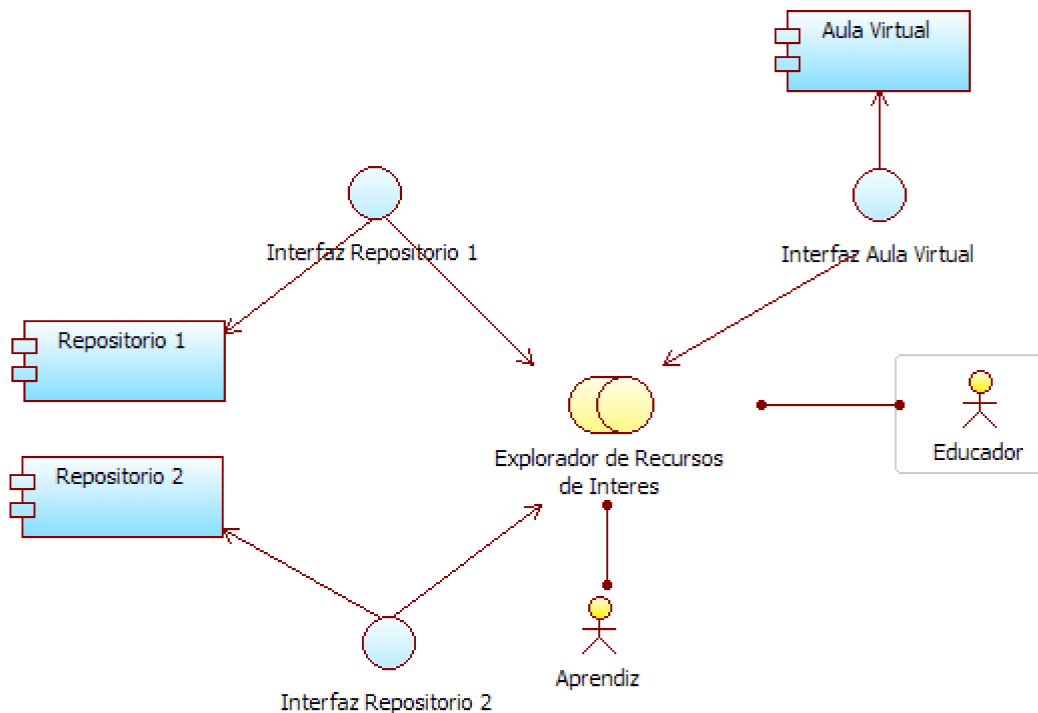 Aula Virtual
Interfaz Repositorio 1
Interfaz Aula Virtual
Repositorio 1
Repositorio 2
Explorador de Recursos
de Interes
Educador
Aprendiz
Interfaz Repositorio 2